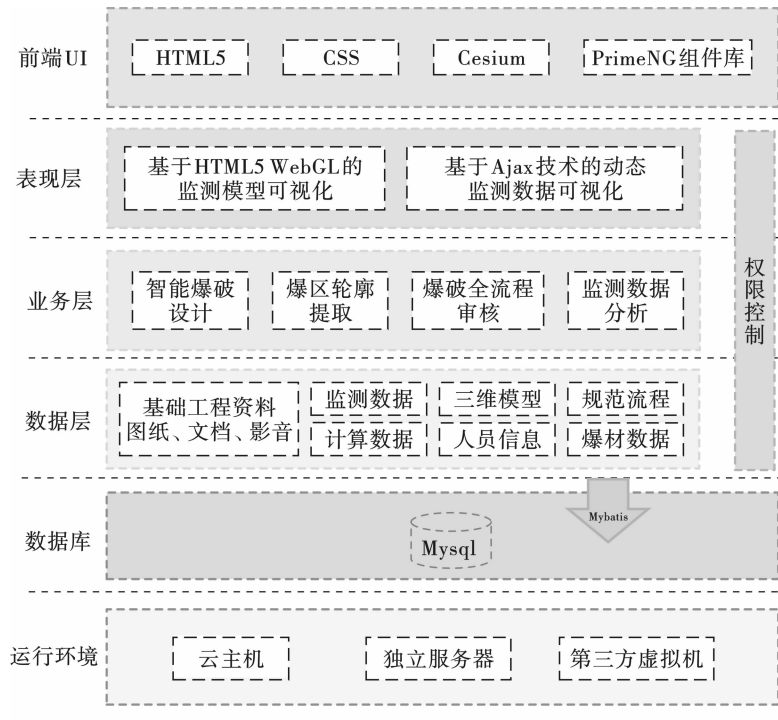 前端UI
HTML5
CSS
Cesium
PrimeNG组件库
表现层
基于HTML5 WebGL的
监测模型可视化
基于Ajax技术的动态
监测数据可视化
权限控制
业务层
智能爆破
设计
爆区轮廓
提取
爆破全流程
审核
监测数据
分析
数据层
基础工程资料
图纸、文档、影音
监测数据
三维模型
规范流程
计算数据
人员信息
爆材数据
Mybatis
数据库
Mysql
运行环境
云主机
独立服务器
第三方虚拟机